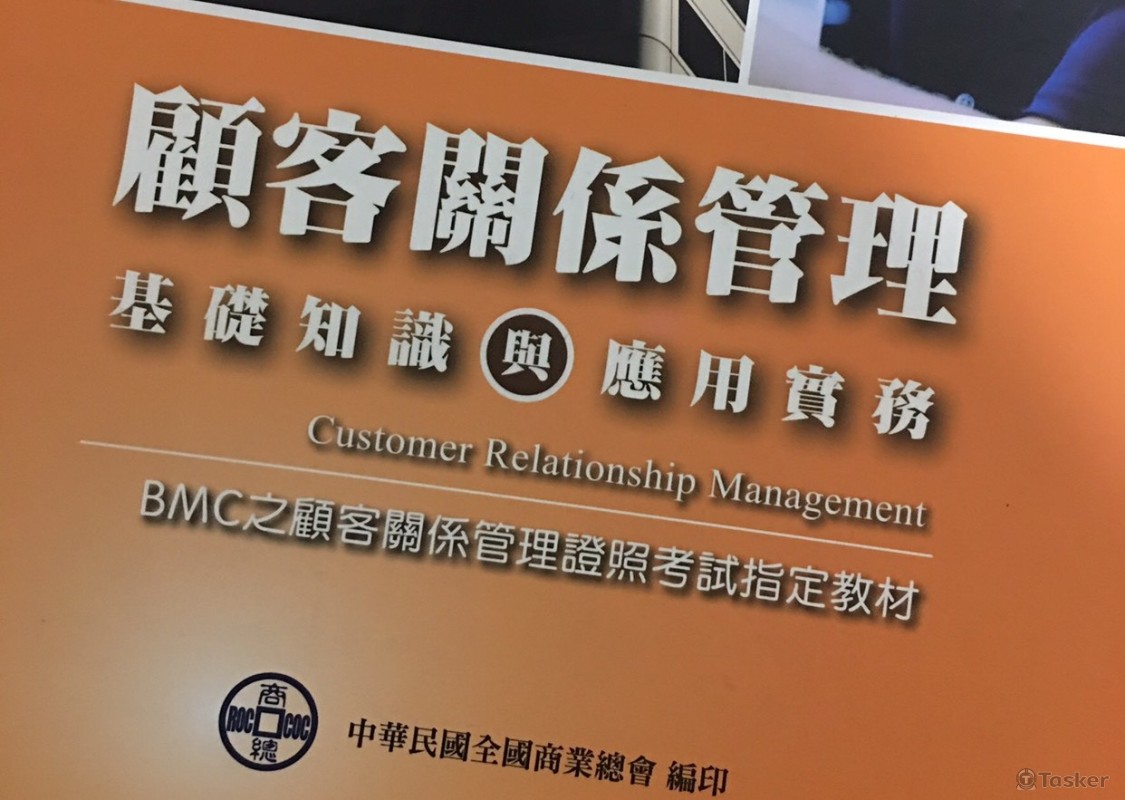 顧客關係管理
基礎知識與應用實務
Customer Relationship Management
BMC之顧客關係管理證照考試指定教材
商
ROC COC
總
中華民國全國商業總會 編印
Tasker